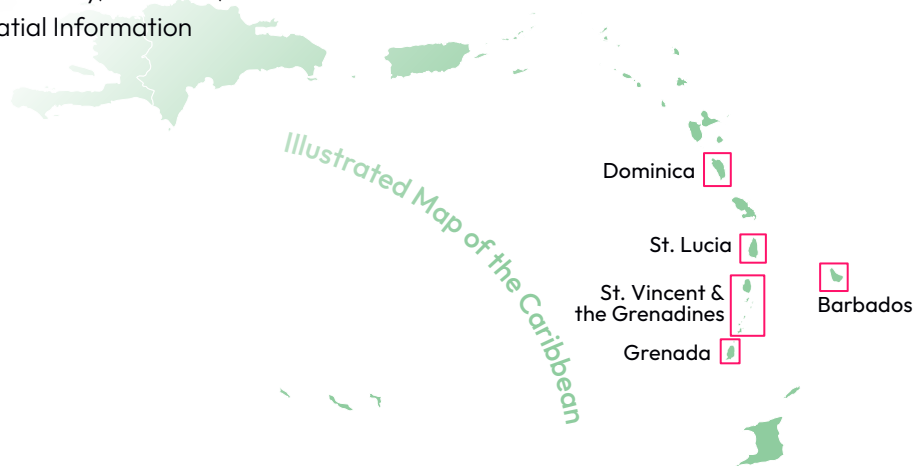 atial Information
Illustrated Map of the Caribbean
Dominica
St. Lucia
St. Vincent &
the Grenadines
Barbados
Grenada